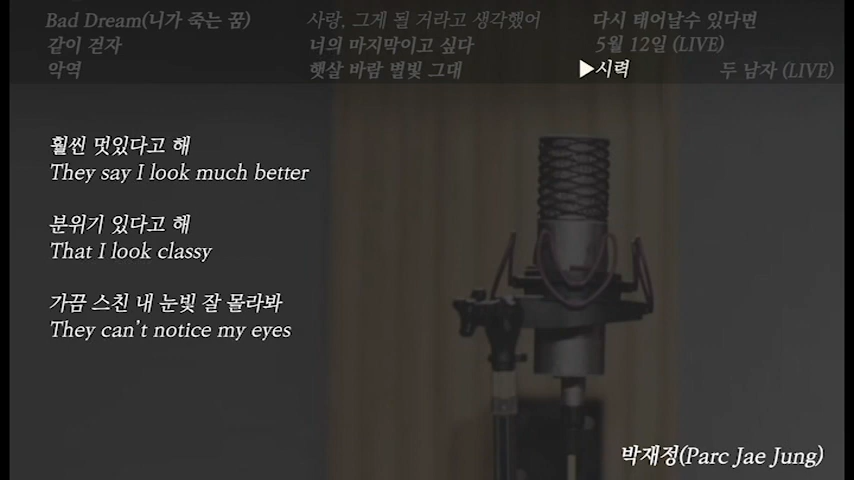 Bad Dream(니가 죽는 꿈)
사랑, 그게 될 거라고 생각했어
다시 태어날수 있다면
같이 걷자
너의 마지막이고 싶다
5월 12일 (LIVE)
악역
햇살 바람 별빛 그대
▶시력
두 남자 (LIVE)
훨씬 멋있다고 해
They say I look much better
분위기 있다고 해
That I look classy
가끔 스친 내 눈빛 잘 몰라봐
They can't notice my eyes
박재정(Parc Jae Jung)